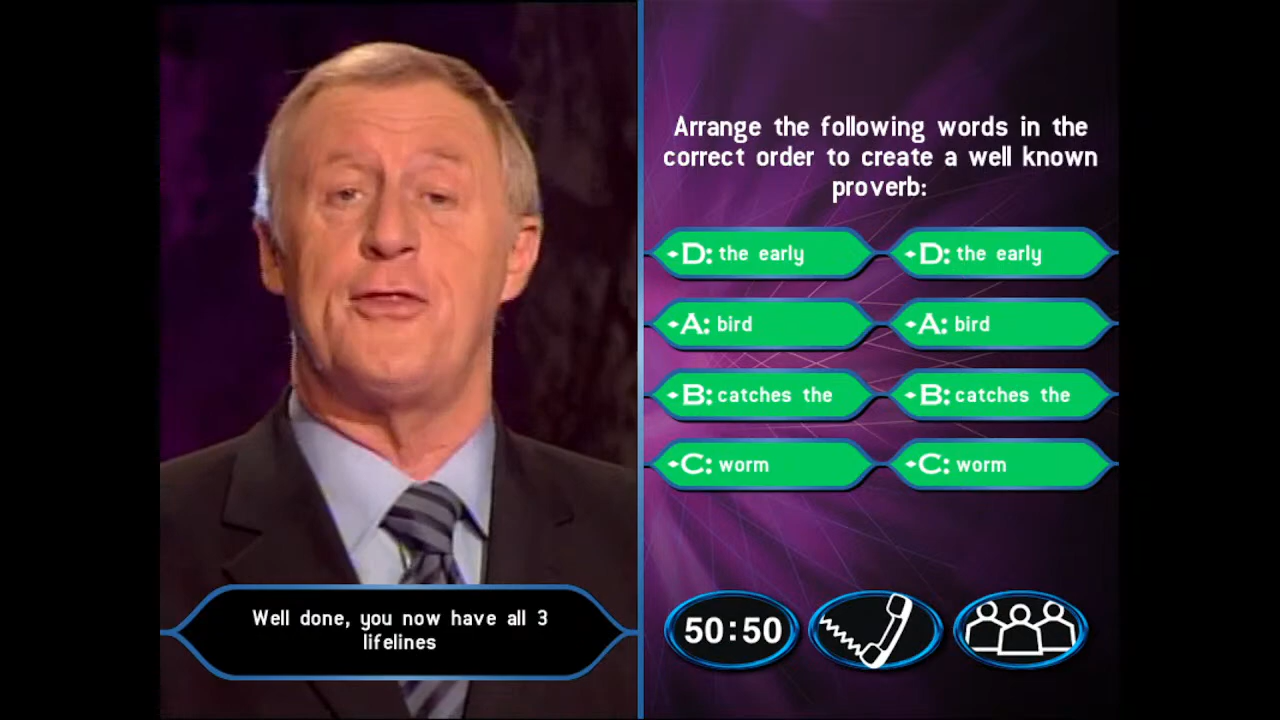 Arrange the following words in the
correct order to create a well known
proverb:
D: the early D: the early
A: bird A: bird
B: catches the B: catches the
C: worm C: worm
Well done, you now have all 3
lifelines
50:50